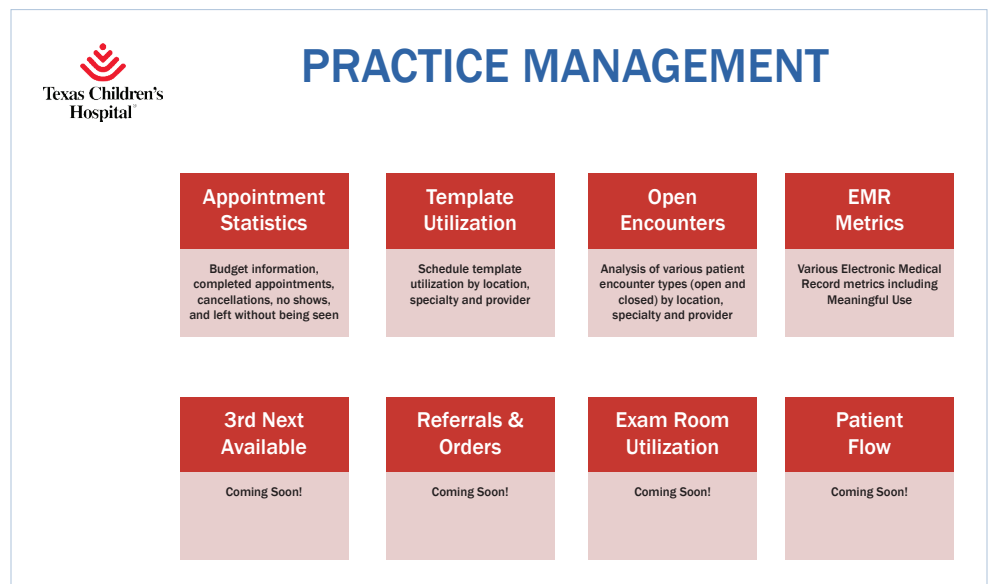 PRACTICE MANAGEMENT
Texas Children's
Hospital
Appointment
Statistics
Budget information,
completed appointments,
cancellations, no shows,
and left without being seen
Template
Utilization
Schedule template
utilization by location,
specialty and provider
Open
Encounters
Analysis of various patient
encounter types (open and
closed) by location,
specialty and provider
EMR
Metrics
Various Electronic Medical
Record metrics including
Meaningful Use
3rd Next
Available
Coming Soon!
Referrals &
Orders
Coming Soon!
Exam Room
Utilization
Coming Soon!
Patient
Flow
Coming Soon!